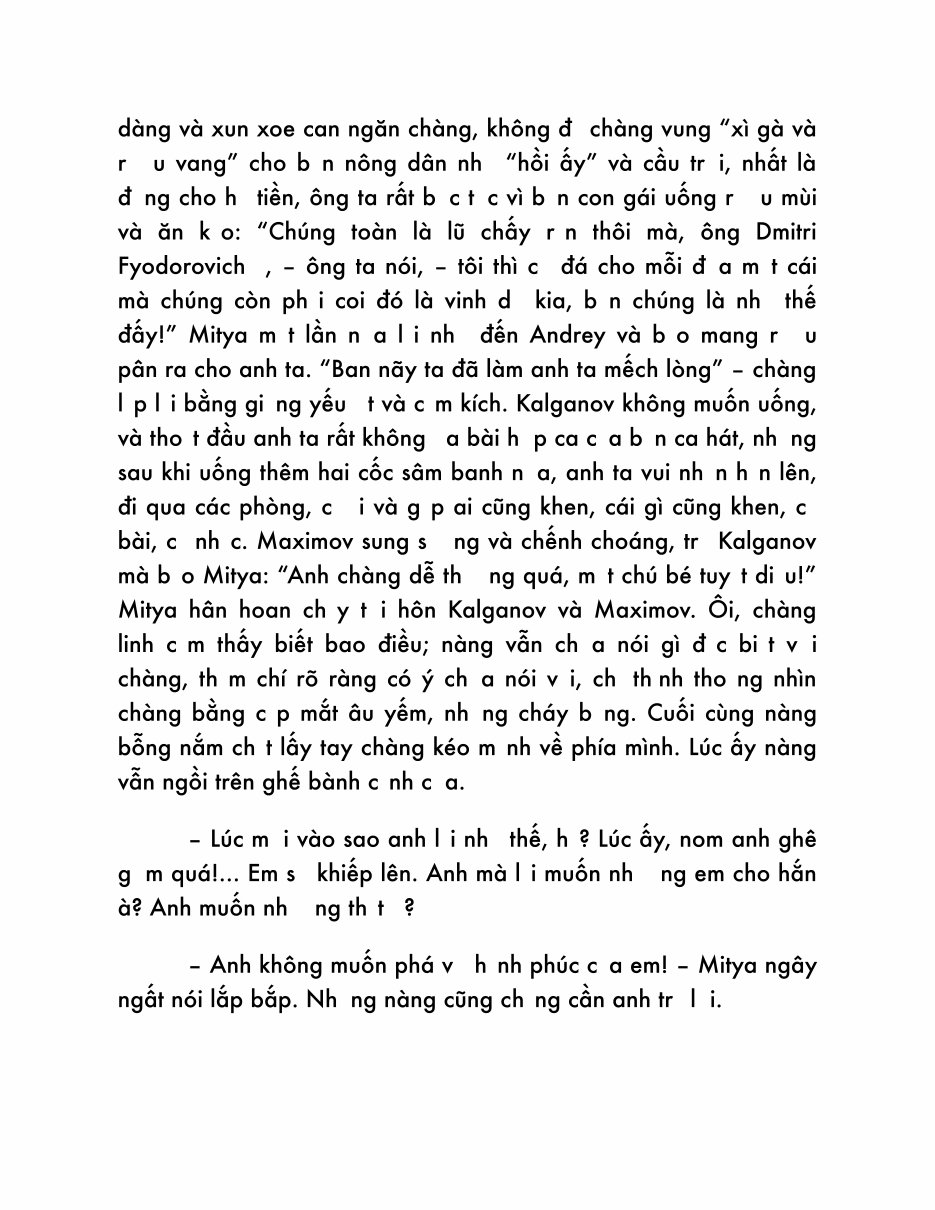 dàng và xun xoe can ngăn chàng, không đ chàng vung “xì gà và
r u vang” cho b n nông dân nh “hồi ấy” và cầu tr i, nhất là
đ ng cho h tiền, ông ta rất b c t c vì b n con gái uống r u mùi
và ăn k o: “Chúng toàn là lũ chấy r n thôi mà, ông Dmitri
Fyodorovich , – ông ta nói, – tôi thì c đá cho mỗi đ a m t cái
mà chúng còn ph i coi đó là vinh d kia, b n chúng là nh thế
đấy!” Mitya m t lần n a l i nh đến Andrey và b o mang r u
pân ra cho anh ta. “Ban nãy ta đã làm anh ta mếch lòng” – chàng
l p l i bằng gi ng yếu t và c m kích. Kalganov không muốn uống,
và tho t đầu anh ta rất không a bài h p ca c a b n ca hát, nh ng
sau khi uống thêm hai cốc sâm banh n a, anh ta vui nh n h n lên,
đi qua các phòng, c i và g p ai cũng khen, cái gì cũng khen, c
bài, c nh c. Maximov sung s ng và chếnh choáng, tr Kalganov
mà b o Mitya: “Anh chàng dễ th ng quá, m t chú bé tuy t di u!”
Mitya hân hoan ch y t i hôn Kalganov và Maximov. Ôi, chàng
linh c m thấy biết bao điều; nàng vẫn ch a nói gì đ c bi t v i
chàng, th m chí rõ ràng có ý ch a nói v i, ch th nh tho ng nhìn
chàng bằng c p mắt âu yếm, nh ng cháy b ng. Cuối cùng nàng
bỗng nắm ch t lấy tay chàng kéo m nh về phía mình. Lúc ấy nàng
vẫn ngồi trên ghế bành c nh c a.
– Lúc m i vào sao anh l i nh thế, h ? Lúc ấy, nom anh ghê
g m quá!... Em s khiếp lên. Anh mà l i muốn nh ng em cho hắn
à? Anh muốn nh ng th t ?
– Anh không muốn phá v h nh phúc c a em! – Mitya ngây
ngất nói lắp bắp. Nh ng nàng cũng ch ng cần anh tr l i.